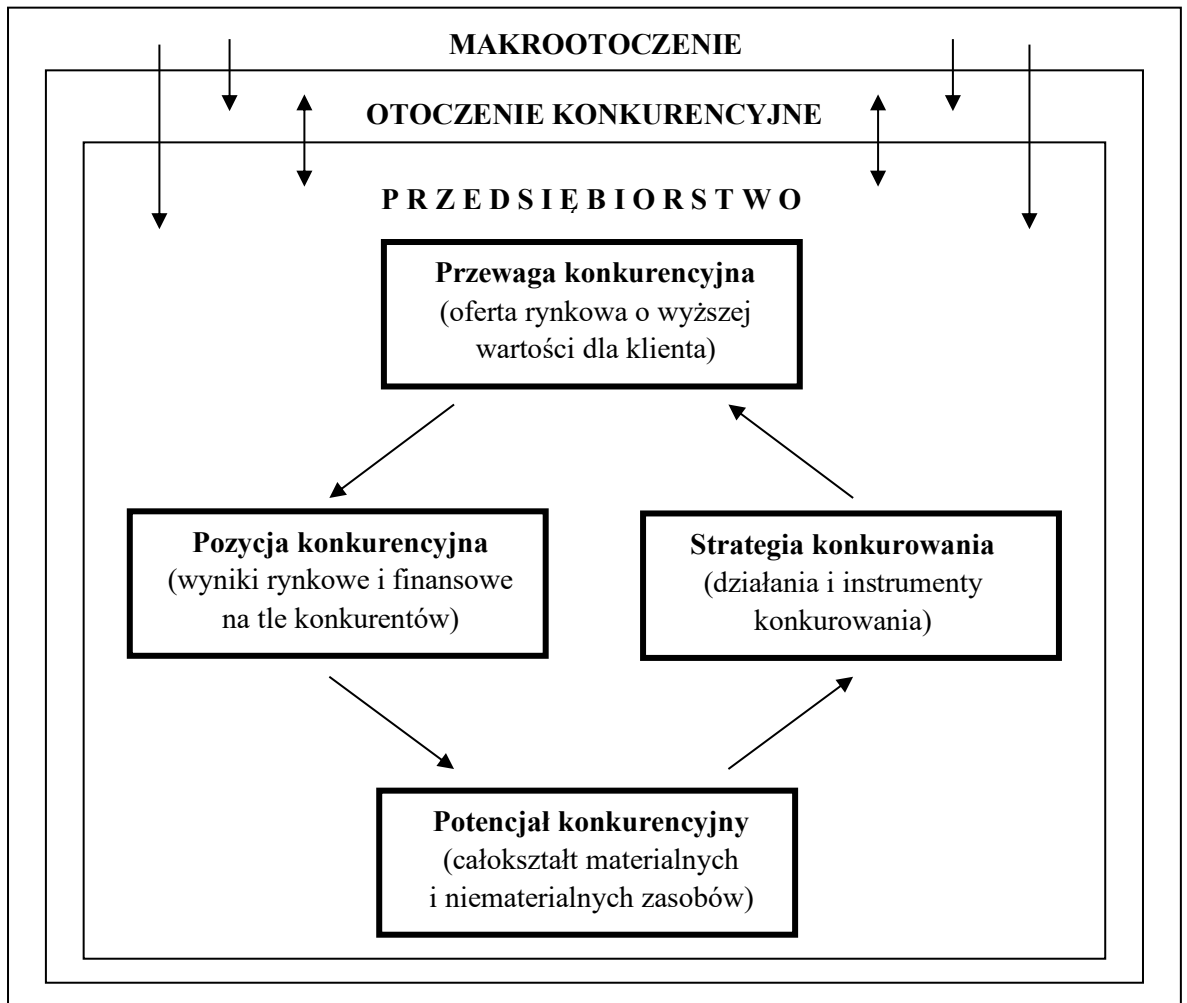 MAKROOTOCZENIE
OTOCZENIE KONKURENCYJNE
P R Z E D S I Ę B I O R S T W O
Przewaga konkurencyjna
(oferta rynkowa o wyższej
wartości dla klienta)
Pozycja konkurencyjna
(wyniki rynkowe i finansowe
na tle konkurentów)
Strategia konkurowania
(działania i instrumenty
konkurowania)
Potencjał konkurencyjny
(całokształt materialnych
i niematerialnych zasobów)